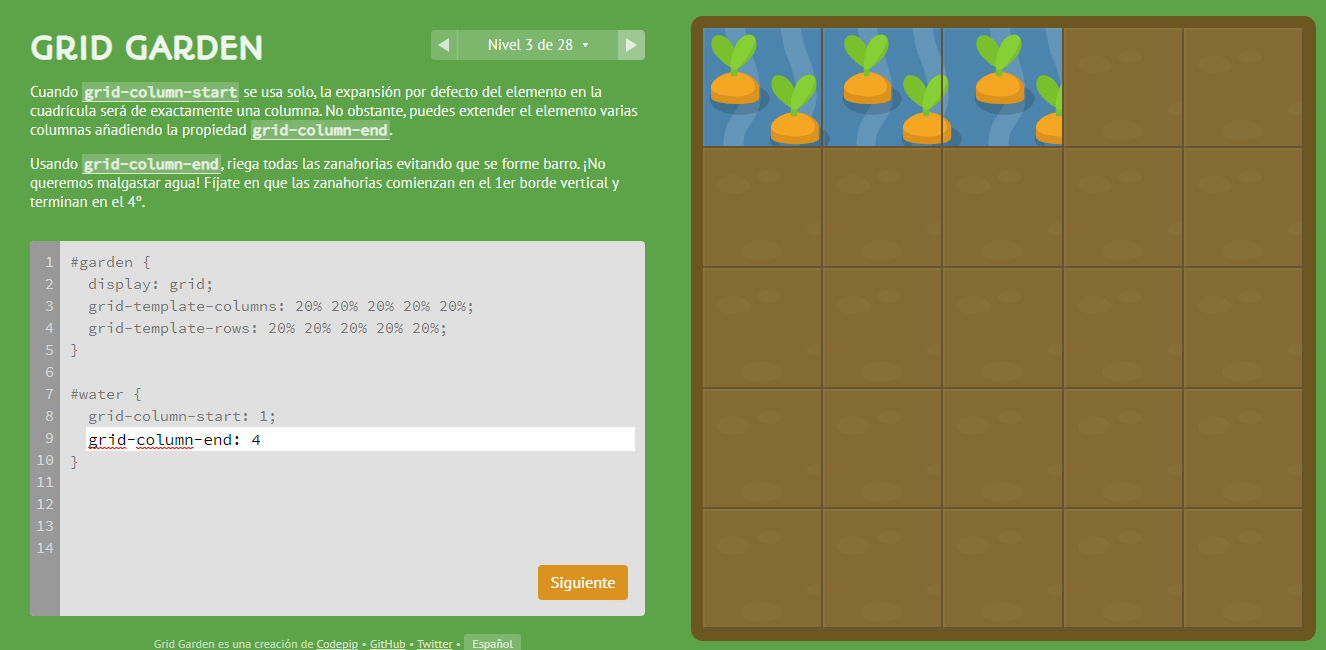 GRID GARDEN
◀ Nivel 3 de 28 ▾ ▶
Cuando grid-column-start se usa solo, la expansión por defecto del elemento en la
cuadrícula será de exactamente una columna. No obstante, puedes extender el elemento varias
columnas añadiendo la propiedad grid-column-end.
Usando grid-column-end, riega todas las zanahorias evitando que se forme barro. ¡No
queremos malgastar agua! Fíjate en que las zanahorias comienzan en el 1er borde vertical y
terminan en el 4º.
1 #garden {
2 display: grid;
3 grid-template-columns: 20% 20% 20% 20% 20%;
4 grid-template-rows: 20% 20% 20% 20% 20%;
5 }
6
7 #water {
8 grid-column-start: 1;
9 grid-column-end: 4
10 }
11
12
13
14
Siguiente
Grid Garden es una creación de Codepip • GitHub • Twitter • Español